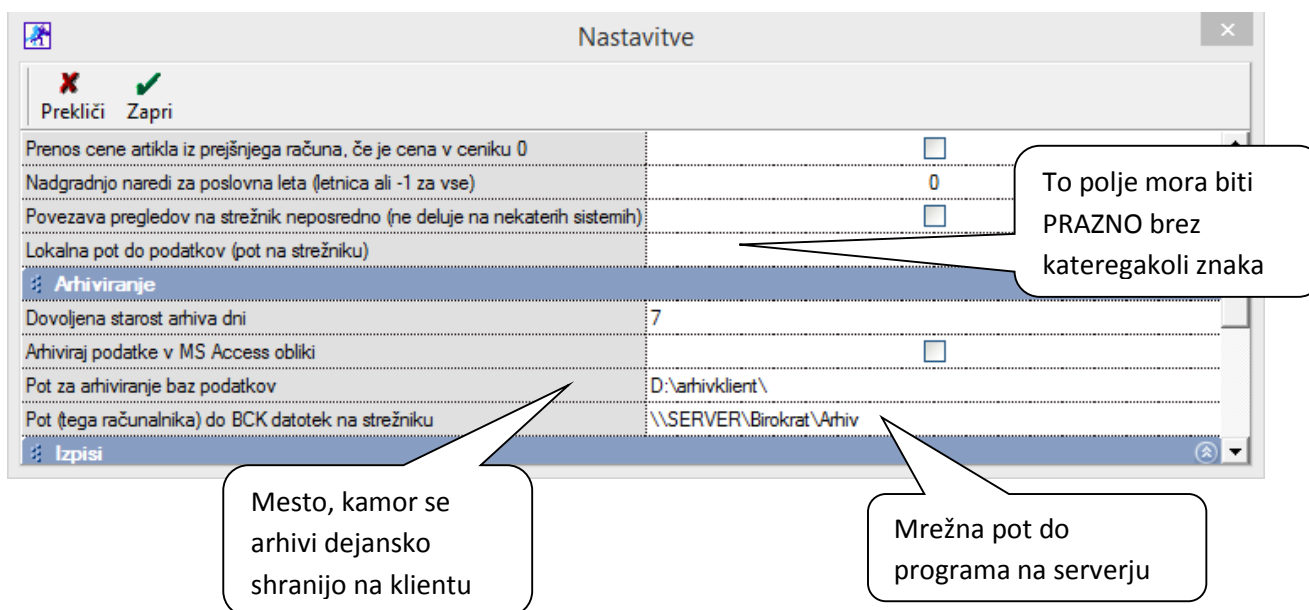 Nastavitve
Prekliči Zapri
Prenos cene artikla iz prejšnjega računa, če je cena v ceniku 0
Nadgradnjo naredi za poslovna leta (letnica ali -1 za vse) 0
Povezava pregledov na strežnik neposredno (ne deluje na nekaterih sistemih)
Lokalna pot do podatkov (pot na strežniku)
To polje mora biti
PRAZNO brez
kateregakoli znaka
Arhiviranje
Dovoljena starost arhiva dni 7
Arhiviraj podatke v MS Access obliki
Pot za arhiviranje baz podatkov D:\arhivklient\
Pot (tega računalnika) do BCK datotek na strežniku \\SERVER\Birokrat\Arhiv
Izpisi
Mesto, kamor se
arhivi dejansko
shranijo na klientu
Mrežna pot do
programa na serverju